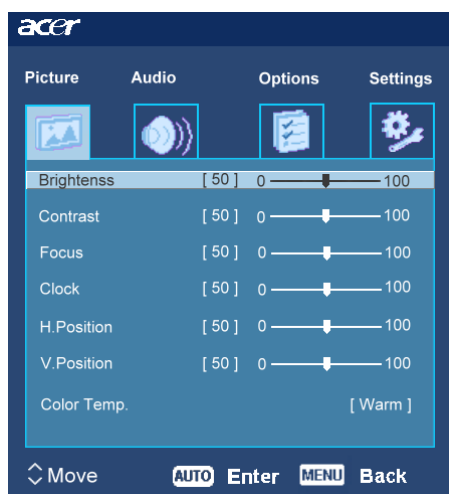 acer
Picture Audio Options Settings
Brightenss [ 50 ] 0 100
Contrast [ 50 ] 0 100
Focus [ 50 ] 0 100
Clock [ 50 ] 0 100
H.Position [ 50 ] 0 100
V.Position [ 50 ] 0 100
Color Temp. [ Warm ]
Move AUTO Enter MENU Back